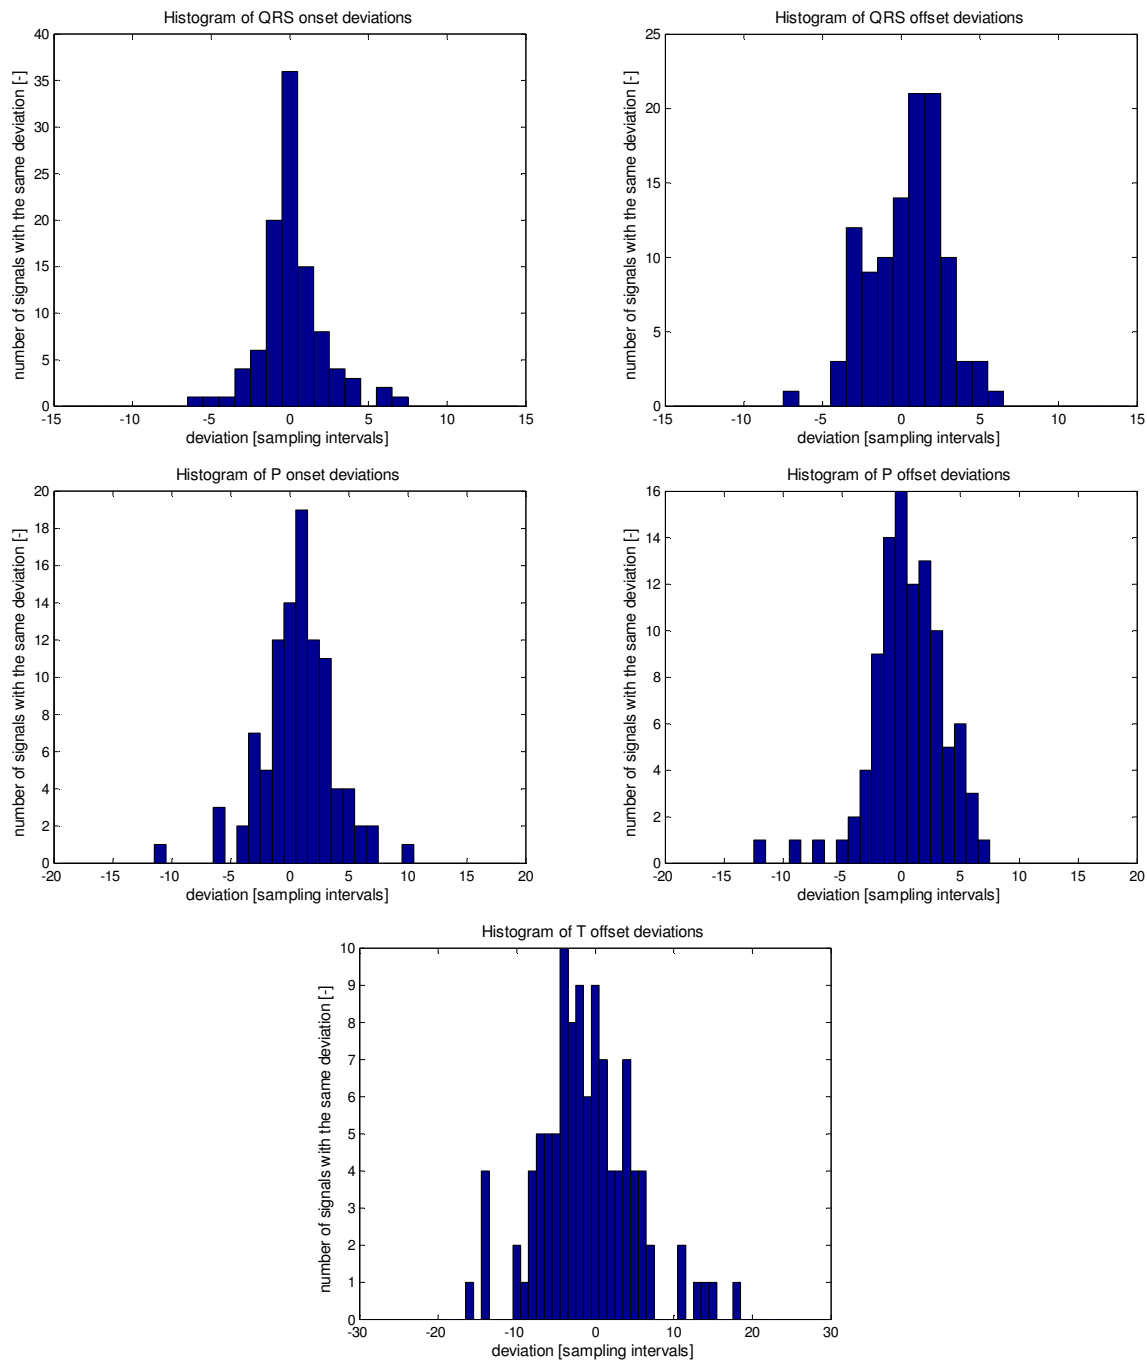 Histogram of QRS onset deviations
number of signals with the same deviation [-]
40
35
30
25
20
15
10
5
0
-15 -10 -5 0 5 10 15
deviation [sampling intervals]
Histogram of QRS offset deviations
number of signals with the same deviation [-]
25
20
15
10
5
0
-15 -10 -5 0 5 10 15
deviation [sampling intervals]
Histogram of P onset deviations
number of signals with the same deviation [-]
20
18
16
14
12
10
8
6
4
2
0
-20 -15 -10 -5 0 5 10 15 20
deviation [sampling intervals]
Histogram of P offset deviations
number of signals with the same deviation [-]
16
14
12
10
8
6
4
2
0
-20 -15 -10 -5 0 5 10 15 20
deviation [sampling intervals]
Histogram of T offset deviations
number of signals with the same deviation [-]
10
9
8
7
6
5
4
3
2
1
0
-30 -20 -10 0 10 20 30
deviation [sampling intervals]